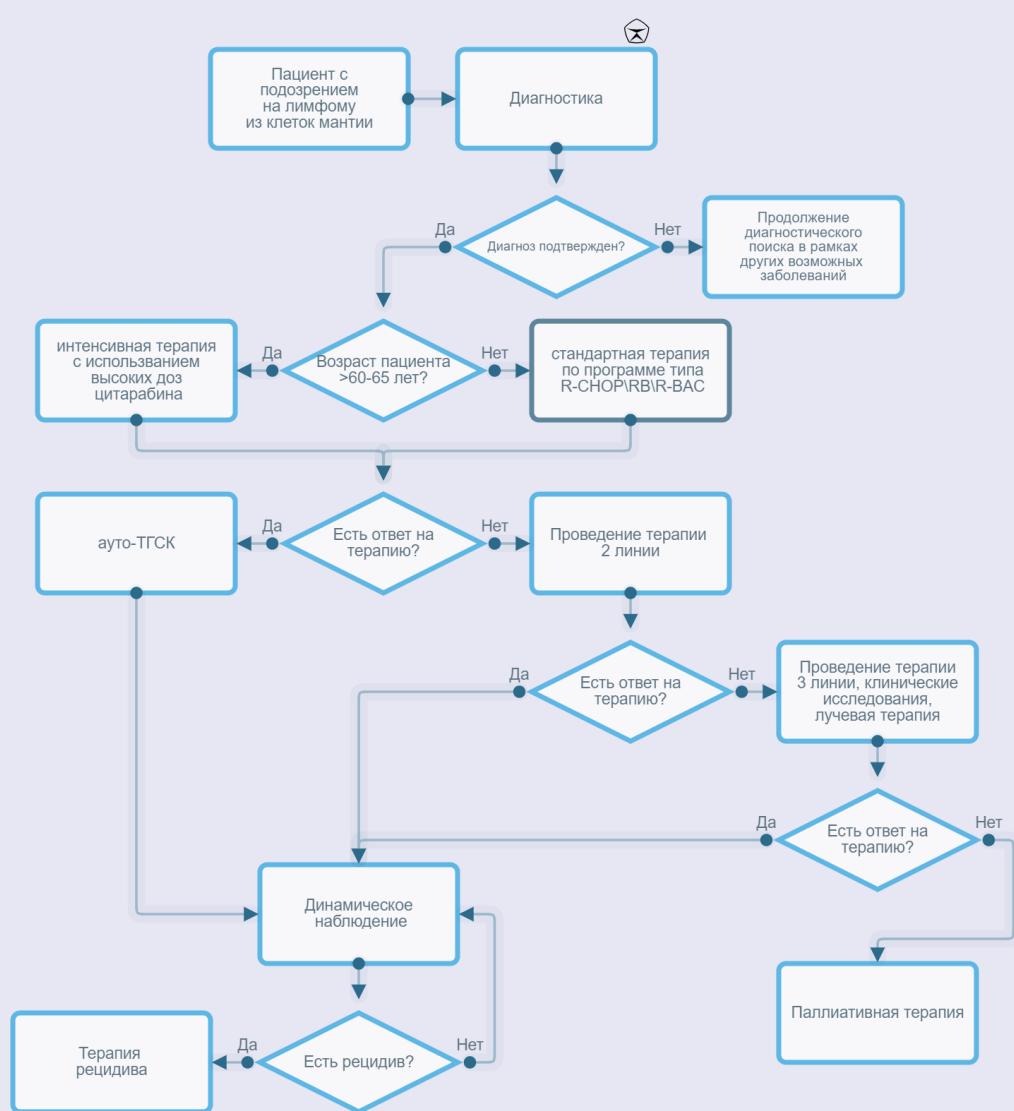 Пациент с
подозрением
на лимфому
из клеток мантии
Диагностика
Диагноз подтвержден?
Да
Нет
Продолжение
диагностического
поиска в рамках
других возможных
заболеваний
интенсивная терапия
с использванием
высоких доз
цитарабина
Да
Возраст пациента
>60-65 лет?
Нет
стандартная терапия
по программе типа
R-CHOP\RB\R-BAC
ауто-ТГСК
Да
Есть ответ на
терапию?
Нет
Проведение терапии
2 линии
Да
Есть ответ на
терапию?
Нет
Проведение терапии
3 линии, клинические
исследования,
лучевая терапия
Да
Есть ответ на
терапию?
Нет
Динамическое
наблюдение
Паллиативная терапия
Терапия
рецидива
Да
Есть рецидив?
Нет